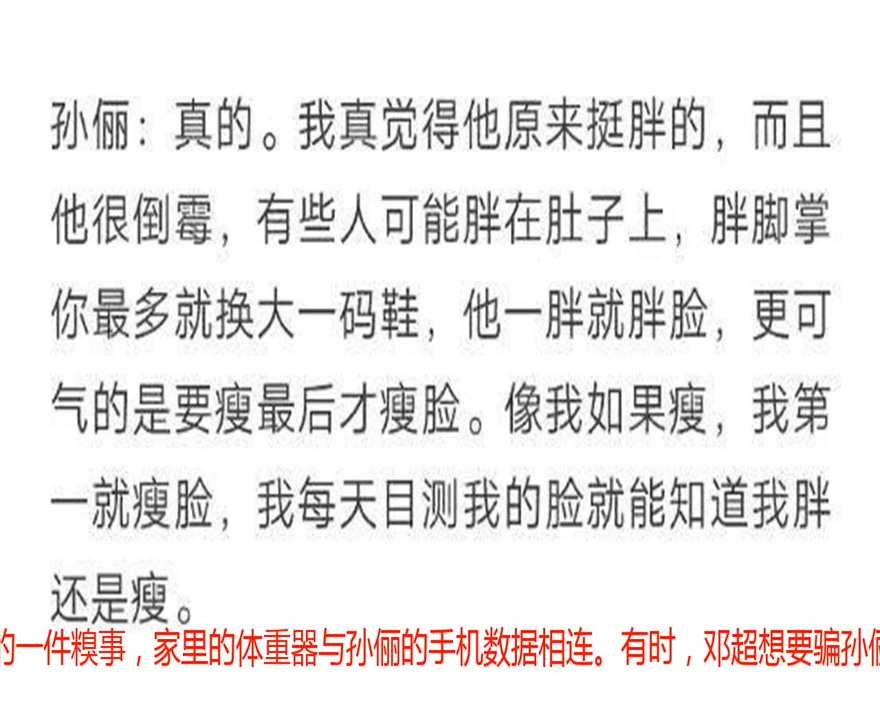 孙俪：真的。我真觉得他原来挺胖的，而且
他很倒霉，有些人可能胖在肚子上，胖脚掌
你最多就换大一码鞋，他一胖就胖脸，更可
气的是要瘦最后才瘦脸。像我如果瘦，我第
一就瘦脸，我每天目测我的脸就能知道我胖
还是瘦。
的一件糗事，家里的体重器与孙俪的手机数据相连。有时，邓超想要骗孙俪